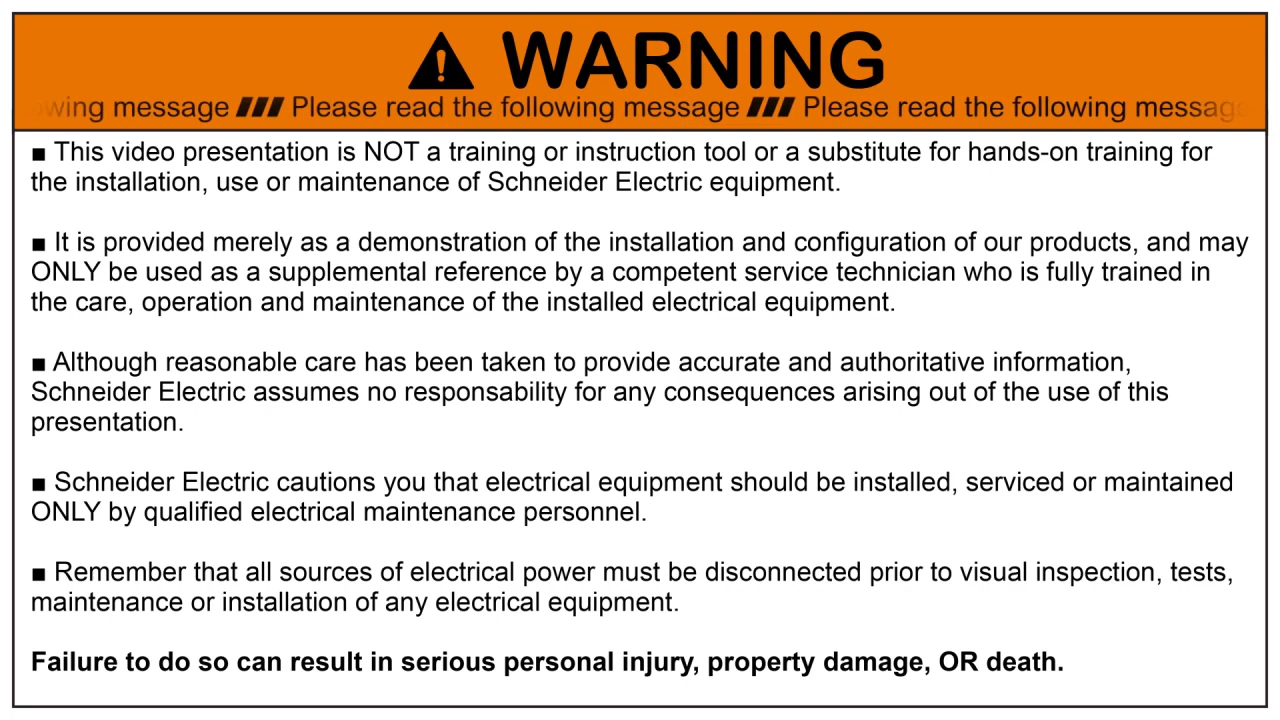 WARNING
owing message /// Please read the following message /// Please read the following message
■ This video presentation is NOT a training or instruction tool or a substitute for hands-on training for
the installation, use or maintenance of Schneider Electric equipment.
■ It is provided merely as a demonstration of the installation and configuration of our products, and may
ONLY be used as a supplemental reference by a competent service technician who is fully trained in
the care, operation and maintenance of the installed electrical equipment.
■ Although reasonable care has been taken to provide accurate and authoritative information,
Schneider Electric assumes no responsability for any consequences arising out of the use of this
presentation.
■ Schneider Electric cautions you that electrical equipment should be installed, serviced or maintained
ONLY by qualified electrical maintenance personnel.
■ Remember that all sources of electrical power must be disconnected prior to visual inspection, tests,
maintenance or installation of any electrical equipment.
Failure to do so can result in serious personal injury, property damage, OR death.